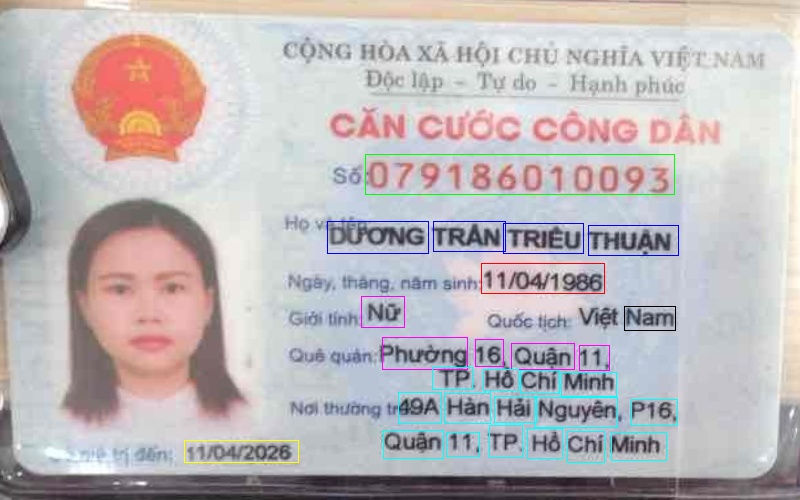 CỘNG HÒA XÃ HỘI CHỦ NGHĨA VIỆT NAM
Độc lập - Tự do - Hạnh phúc
CĂN CƯỚC CÔNG DÂN
Số: 079186010093
Họ và tên:
DƯƠNG TRẦN TRIỀU THUẬN
Ngày, tháng, năm sinh: 11/04/1986
Giới tính: Nữ Quốc tịch: Việt Nam
Quê quán: Phường 16, Quận 11,
TP. Hồ Chí Minh
Nơi thường trú: 49A Hàn Hải Nguyên, P16,
Quận 11, TP. Hồ Chí Minh
giá trị đến: 11/04/2026